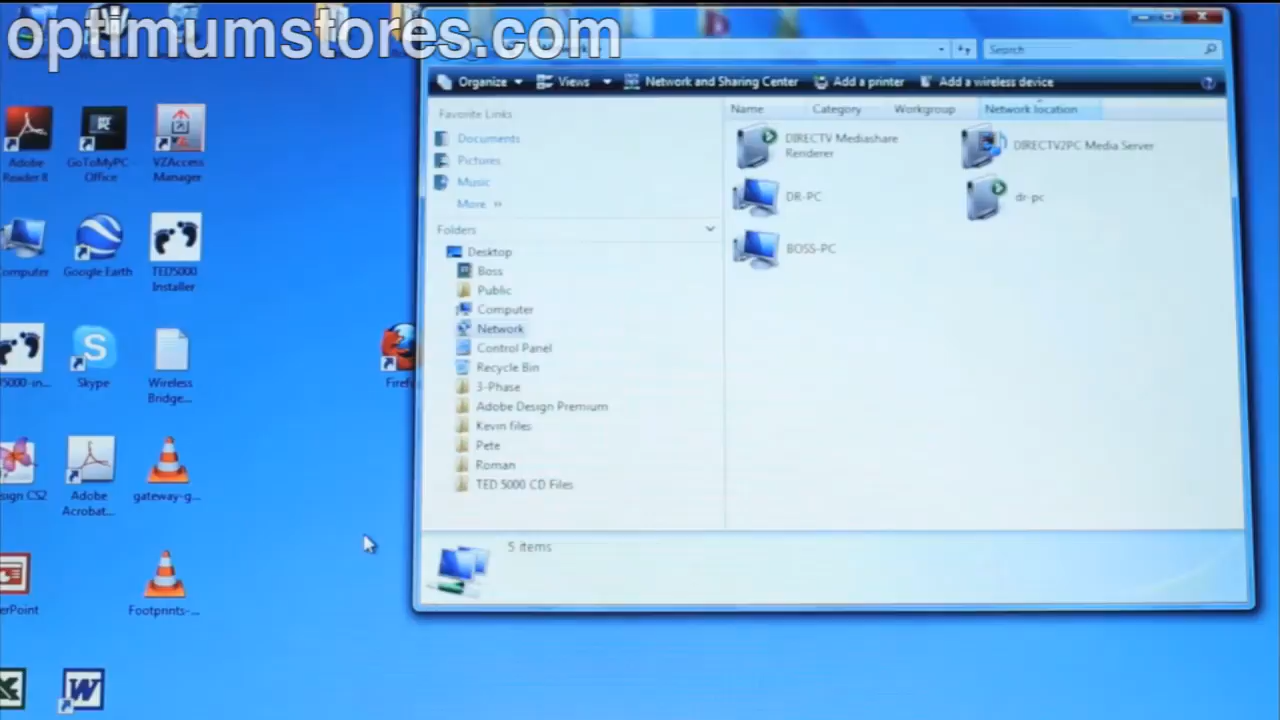 optimumstores.com
Search
Organize
Views
Network and Sharing Center
Add a printer
Add a wireless device
Favorite Links
Documents
Pictures
Music
More »
Folders
Desktop
Boss
Public
Computer
Network
Control Panel
Recycle Bin
3-Phase
Adobe Design Premium
Kevin files
Pete
Roman
TED 5000 CD Files
Name
Category
Workgroup
Network location
DIRECTV Mediashare
Renderer
DIRECTV2PC Media Server
DR-PC
dr-pc
BOSS-PC
5 items
Adobe
Reader 8
GoToMyPC
Office
VZAccess
Manager
Computer
Google Earth
TED5000
Installer
5000-in...
Skype
Wireless
Bridge...
Firef
sign CS2
Adobe
Acrobat...
gateway-g...
erPoint
Footprints-...